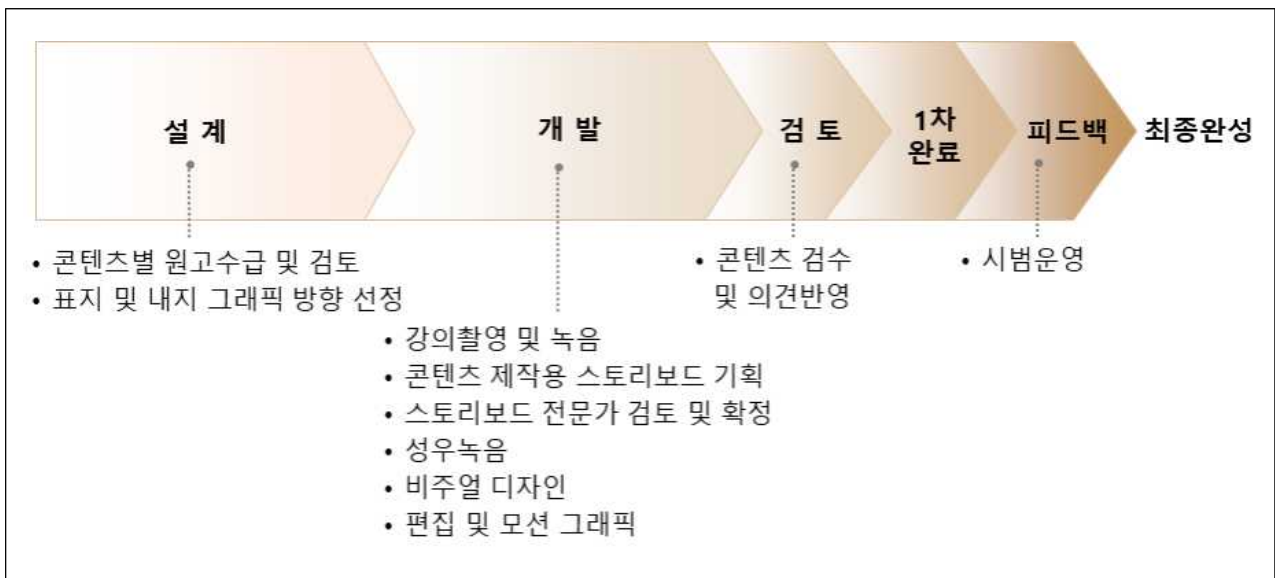 설 계
개 발
검 토
1차
완료
피드백
최종완성
• 콘텐츠별 원고수급 및 검토
• 표지 및 내지 그래픽 방향 선정
• 강의촬영 및 녹음
• 콘텐츠 제작용 스토리보드 기획
• 스토리보드 전문가 검토 및 확정
• 성우녹음
• 비주얼 디자인
• 편집 및 모션 그래픽
• 콘텐츠 검수
및 의견반영
• 시범운영